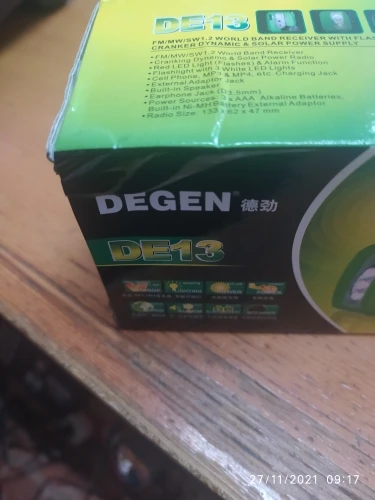 DE13
FM/MW/SW1.2 WORLD BAND RECEIVER WITH
CRANKER DYNAMIC & SOLAR POWER SUPPLY
• FM/MW/SW1.2 World Band Receiver
• Cranking Dynamo & Solar Power Radio
• Red LED Light (Flashes) & Alarm Function
• Flashlight with 3 White LED Lights
• Cell Phone, MP3 & MP4, etc. Charging Jack
• External Adaptor Jack
• Built-in Speaker
• Earphone Jack (3.5mm)
• Power Sources: 3 x AAA Alkaline Batteries,
Built-in Ni-MH Battery External Adaptor
• Radio Size: 133 x 62 x 47 mm
DEGEN® 德劲
DE13
27/11/2021 09:17